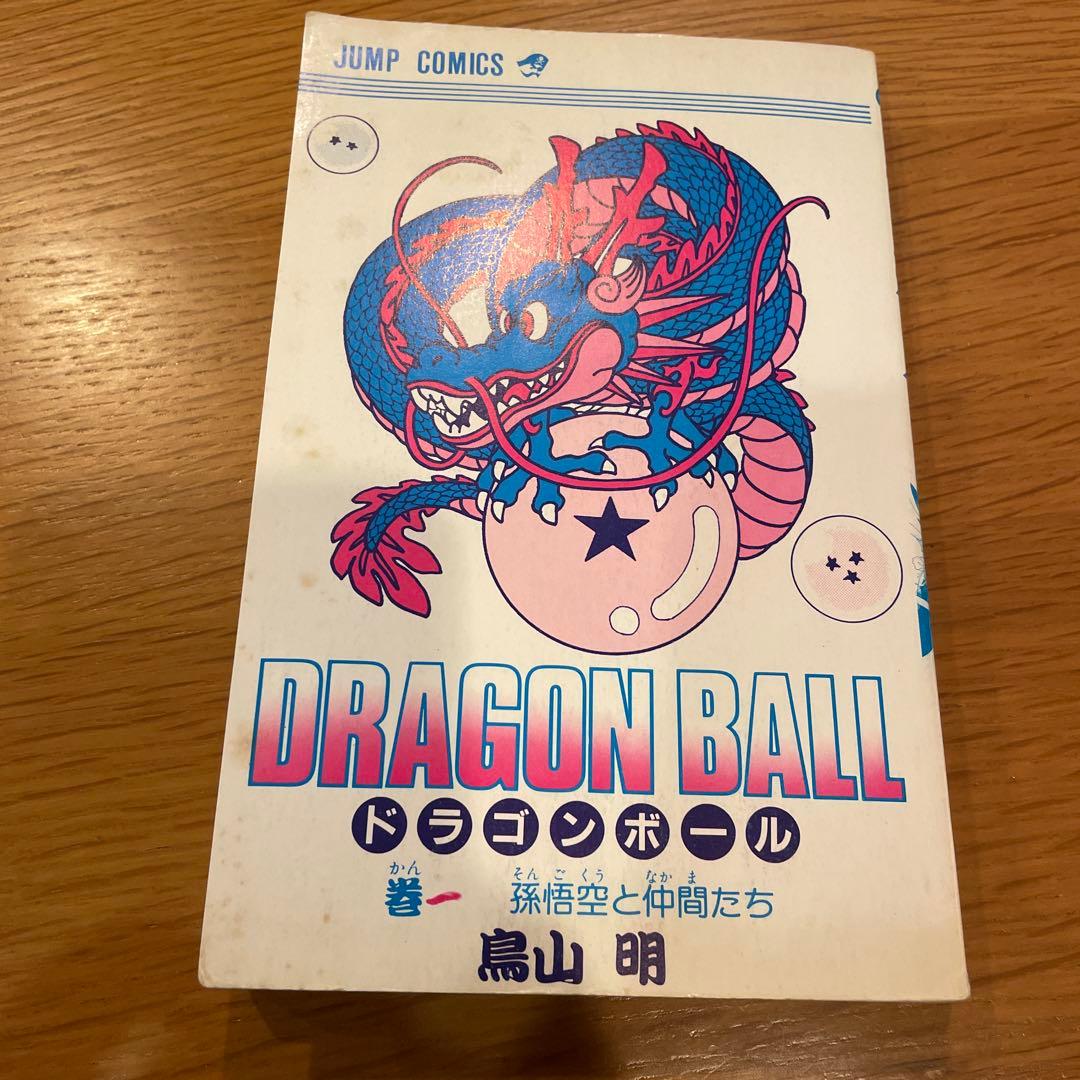 JUMP COMICS
DRAGON BALL
ドラゴンボール
かん そんごくう なかま
巻一 孫悟空と仲間たち
鳥山 明